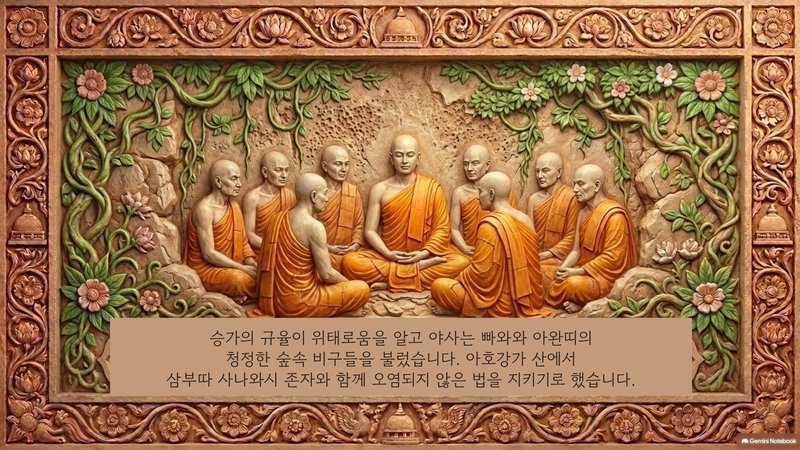 승가의 규율이 위태로움을 알고 야사는 빠와와 아완띠의
청정한 숲속 비구들을 불렀습니다. 아호강가 산에서
삼부따 사나와시 존자와 함께 오염되지 않은 법을 지키기로 했습니다.
Gemini Notebook